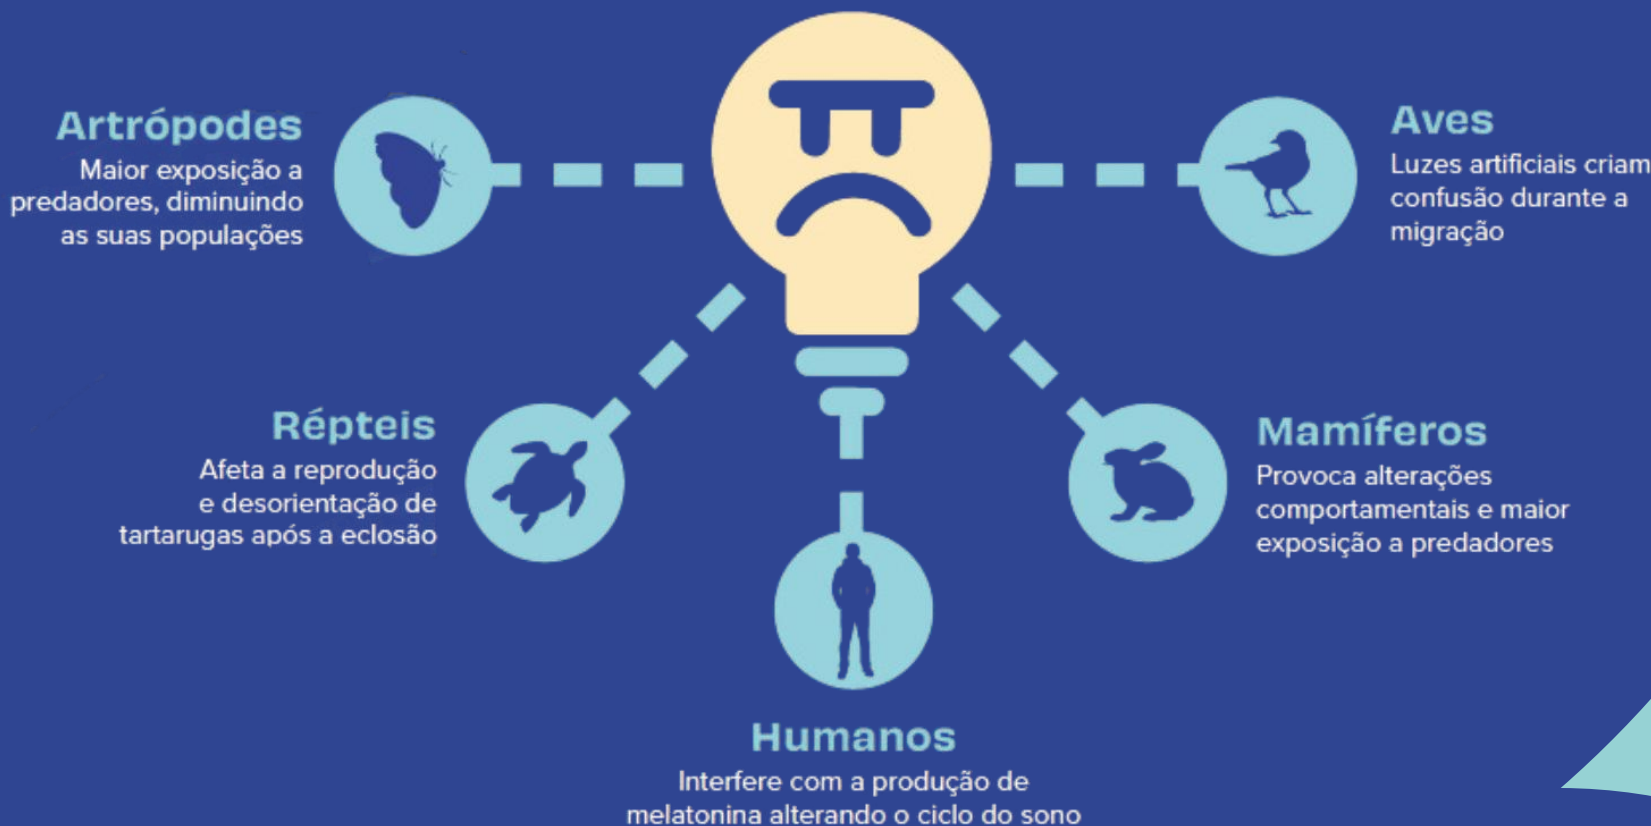 Artrópodes
Maior exposição a
predadores, diminuindo
as suas populações
Aves
Luzes artificiais criam
confusão durante a
migração
Répteis
Afeta a reprodução
e desorientação de
tartarugas após a eclosão
Mamíferos
Provoca alterações
comportamentais e maior
exposição a predadores
Humanos
Interfere com a produção de
melatonina alterando o ciclo do sono